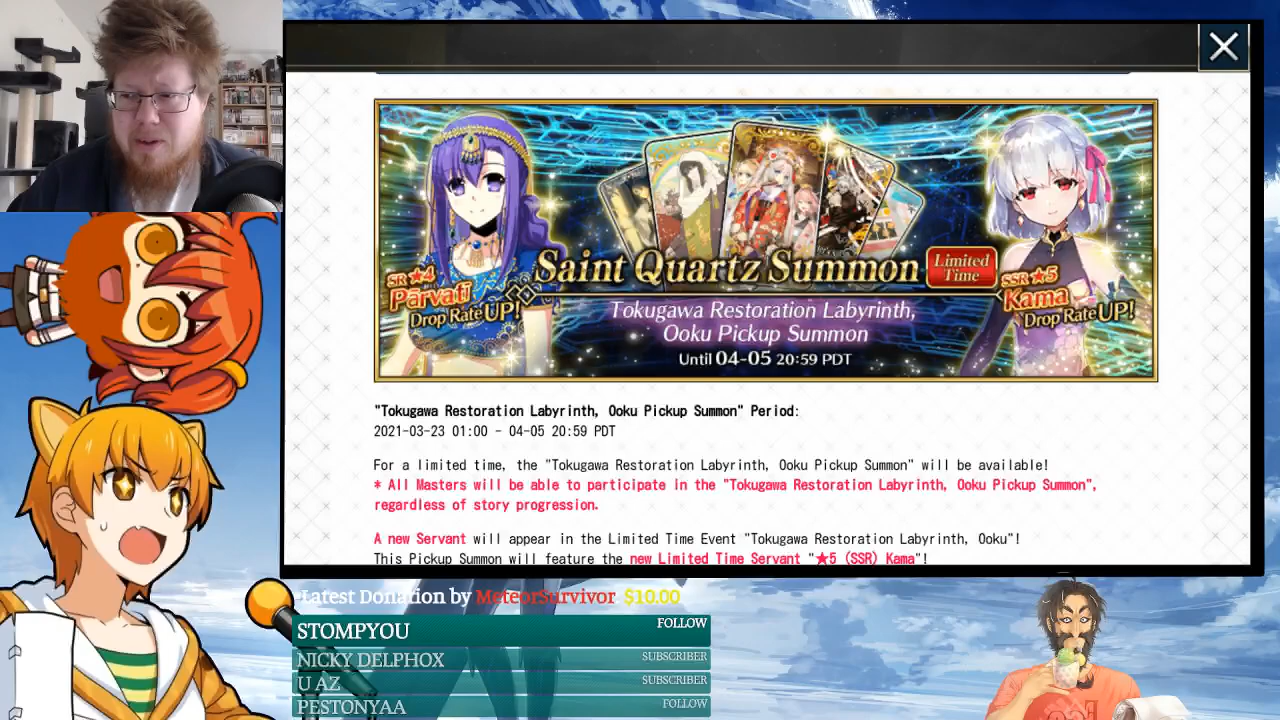 SR ★4
Pārvatī
Drop Rate UP!
Saint Quartz Summon
Limited
Time
Tokugawa Restoration Labyrinth,
Ooku Pickup Summon
Until 04-05 20:59 PDT
SSR ★5
Kama
Drop Rate UP!
"Tokugawa Restoration Labyrinth, Ooku Pickup Summon" Period:
2021-03-23 01:00 - 04-05 20:59 PDT
For a limited time, the "Tokugawa Restoration Labyrinth, Ooku Pickup Summon" will be available!
* All Masters will be able to participate in the "Tokugawa Restoration Labyrinth, Ooku Pickup Summon",
regardless of story progression.
A new Servant will appear in the Limited Time Event "Tokugawa Restoration Labyrinth, Ooku"!
This Pickup Summon will feature the new Limited Time Servant "★5 (SSR) Kama"!
Latest Donation by MeteorSurvivor $10.00
STOMPYOU FOLLOW
NICKY DELPHOX SUBSCRIBER
U AZ SUBSCRIBER
PESTONYAA FOLLOW